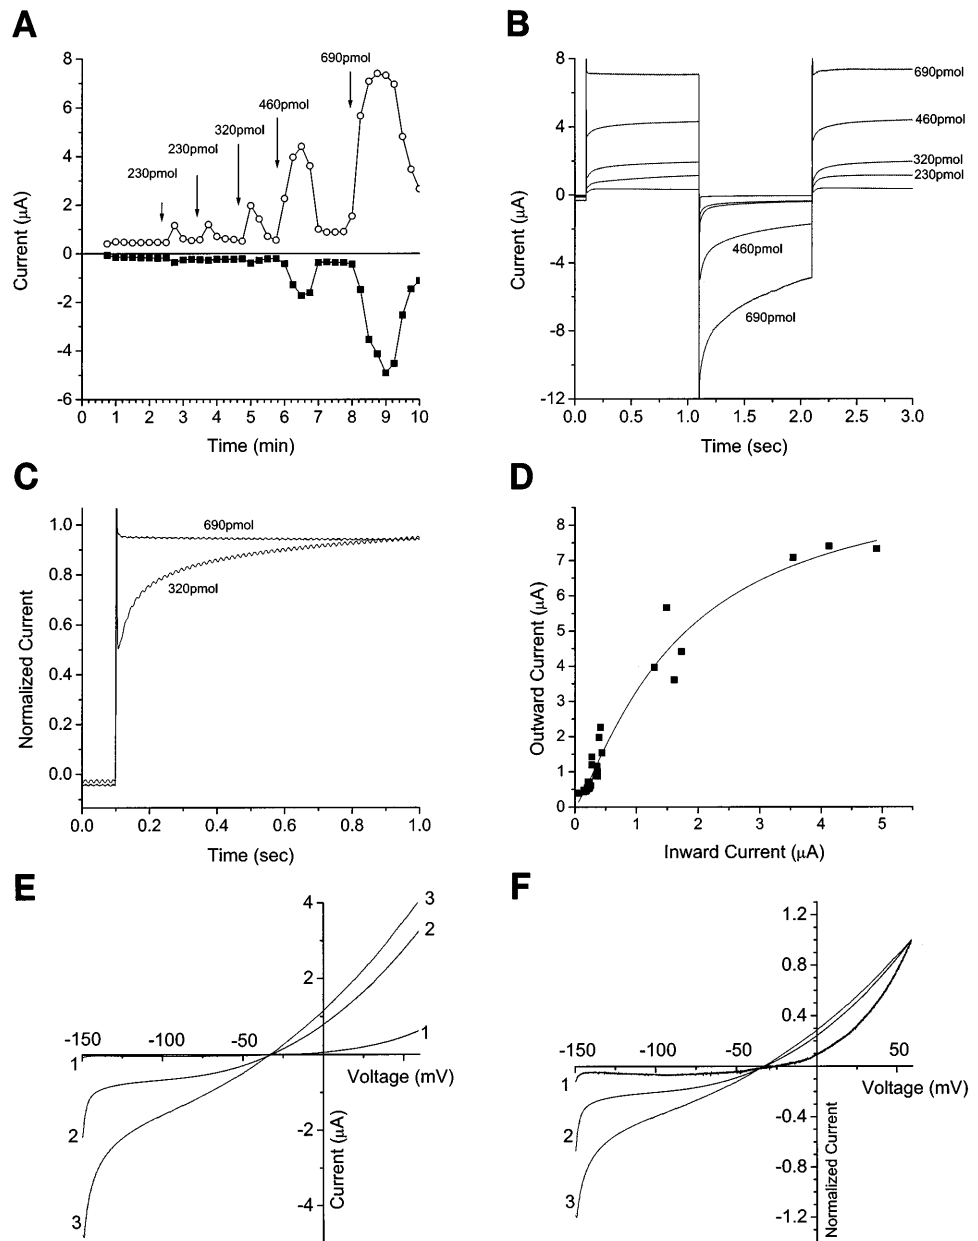 A
8
6
4
2
0
-2
-4
-6
Current (μA)
230pmol
230pmol
320pmol
460pmol
690pmol
0 1 2 3 4 5 6 7 8 9 10
Time (min)
B
8
4
0
-4
-8
-12
Current (μA)
690pmol
460pmol
320pmol
230pmol
460pmol
690pmol
0.0 0.5 1.0 1.5 2.0 2.5 3.0
Time (sec)
C
1.0
0.8
0.6
0.4
0.2
0.0
Normalized Current
690pmol
320pmol
0.0 0.2 0.4 0.6 0.8 1.0
Time (sec)
D
8
7
6
5
4
3
2
1
0
Outward Current (μA)
0 1 2 3 4 5
Inward Current (μA)
E
4
2
-2
-4
3
2
1
-150 -100 -50
1
2
3
Voltage (mV)
Current (μA)
F
1.2
0.8
0.4
-0.4
-0.8
-1.2
-150 -100 -50 50
1
2
3
Voltage (mV)
Normalized Current